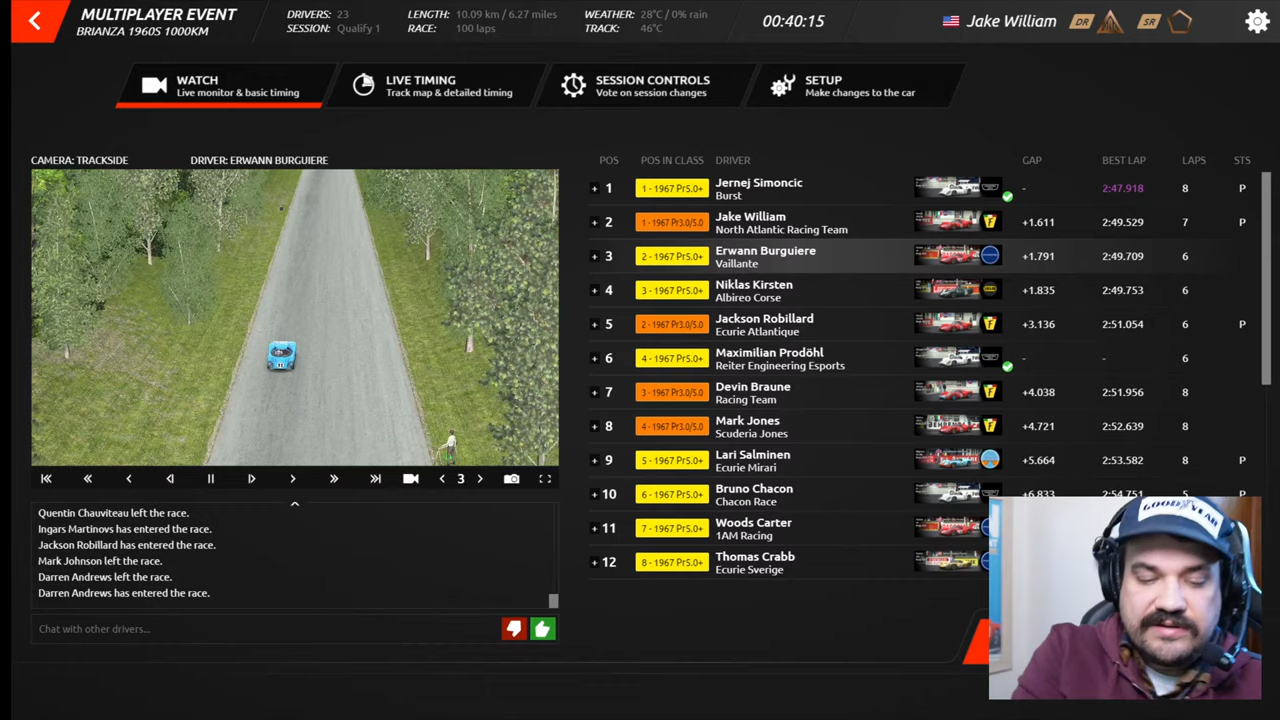 MULTIPLAYER EVENT
BRIANZA 1960S 1000KM
DRIVERS: 23
SESSION: Qualify 1
LENGTH: 10.09 km / 6.27 miles
RACE: 100 laps
WEATHER: 28°C / 0% rain
TRACK: 46°C
00:40:15
Jake William
DR
SR
WATCH
Live monitor & basic timing
LIVE TIMING
Track map & detailed timing
SESSION CONTROLS
Vote on session changes
SETUP
Make changes to the car
CAMERA: TRACKSIDE
DRIVER: ERWANN BURGUIERE
3
Quentin Chauviteau left the race.
Ingars Martinovs has entered the race.
Jackson Robillard has entered the race.
Mark Johnson left the race.
Darren Andrews left the race.
Darren Andrews has entered the race.
Chat with other drivers...
POS POS IN CLASS DRIVER GAP BEST LAP LAPS STS
+ 1 1 - 1967 Pr5.0+ Jernej Simoncic - 2:47.918 8 P
Burst
+ 2 1 - 1967 Pr3.0/5.0 Jake William +1.611 2:49.529 7 P
North Atlantic Racing Team
+ 3 2 - 1967 Pr5.0+ Erwann Burguiere +1.791 2:49.709 6
Vaillante
+ 4 3 - 1967 Pr5.0+ Niklas Kirsten +1.835 2:49.753 6
Albireo Corse
+ 5 2 - 1967 Pr3.0/5.0 Jackson Robillard +3.136 2:51.054 6 P
Ecurie Atlantique
+ 6 4 - 1967 Pr5.0+ Maximilian Prodöhl - - 6
Reiter Engineering Esports
+ 7 3 - 1967 Pr3.0/5.0 Devin Braune +4.038 2:51.956 8
Racing Team
+ 8 4 - 1967 Pr3.0/5.0 Mark Jones +4.721 2:52.639 8
Scuderia Jones
+ 9 5 - 1967 Pr5.0+ Lari Salminen +5.664 2:53.582 8 P
Ecurie Mirari
+ 10 6 - 1967 Pr5.0+ Bruno Chacon +6.833 2:54.751 5
Chacon Race
+ 11 7 - 1967 Pr5.0+ Woods Carter
1AM Racing
+ 12 8 - 1967 Pr5.0+ Thomas Crabb
Ecurie Sverige
GOODYEAR